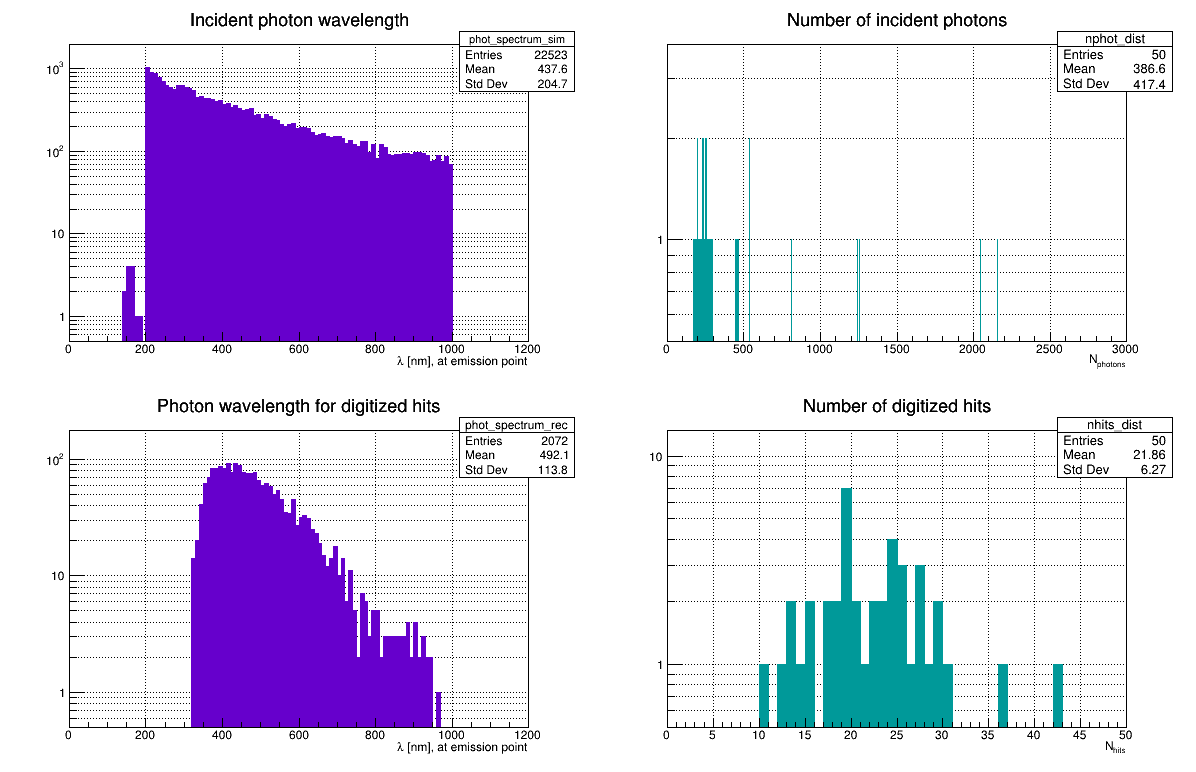 Incident photon wavelength
phot_spectrum_sim
Entries 22523
Mean 437.6
Std Dev 204.7
10³
10²
10
1
0 200 400 600 800 1000 1200
λ [nm], at emission point
Number of incident photons
nphot_dist
Entries 50
Mean 386.6
Std Dev 417.4
1
0 500 1000 1500 2000 2500 3000
Nphotons
Photon wavelength for digitized hits
phot_spectrum_rec
Entries 2072
Mean 492.1
Std Dev 113.8
10²
10
1
0 200 400 600 800 1000 1200
λ [nm], at emission point
Number of digitized hits
nhits_dist
Entries 50
Mean 21.86
Std Dev 6.27
10
1
0 5 10 15 20 25 30 35 40 45 50
Nhits